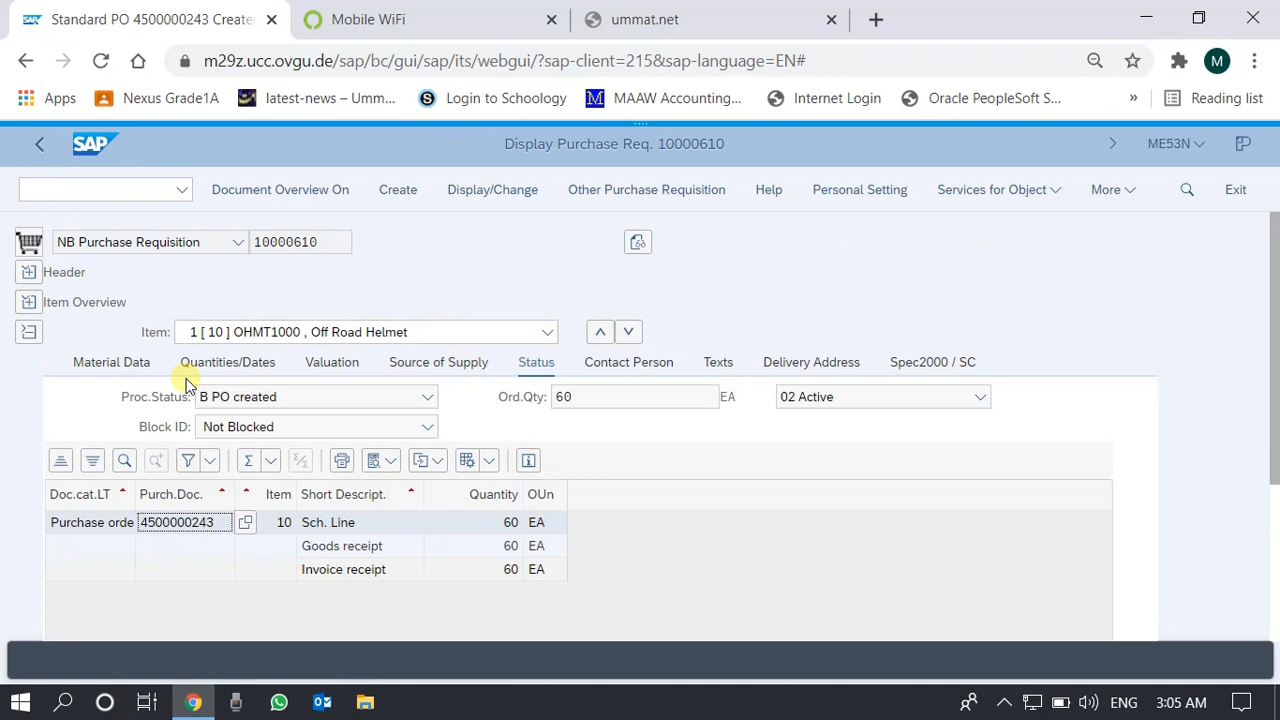 Standard PO 4500000243 Create
Mobile WiFi
ummat.net
m29z.ucc.ovgu.de/sap/bc/gui/sap/its/webgui/?sap-client=215&sap-language=EN#
M
Apps
Nexus Grade1A
latest-news – Umm...
Login to Schoology
M MAAW Accounting...
Internet Login
Oracle PeopleSoft S...
»
Reading list
SAP
Display Purchase Req. 10000610
ME53N
Document Overview On
Create
Display/Change
Other Purchase Requisition
Help
Personal Setting
Services for Object
More
Exit
NB Purchase Requisition
10000610
Header
Item Overview
Item: 1 [ 10 ] OHMT1000 , Off Road Helmet
Material Data
Quantities/Dates
Valuation
Source of Supply
Status
Contact Person
Texts
Delivery Address
Spec2000 / SC
Proc.Status: B PO created
Ord.Qty: 60 EA
02 Active
Block ID: Not Blocked
Doc.cat.LT Purch.Doc. Item Short Descript. Quantity OUn
Purchase orde 4500000243 10 Sch. Line 60 EA
Goods receipt 60 EA
Invoice receipt 60 EA
ENG
3:05 AM